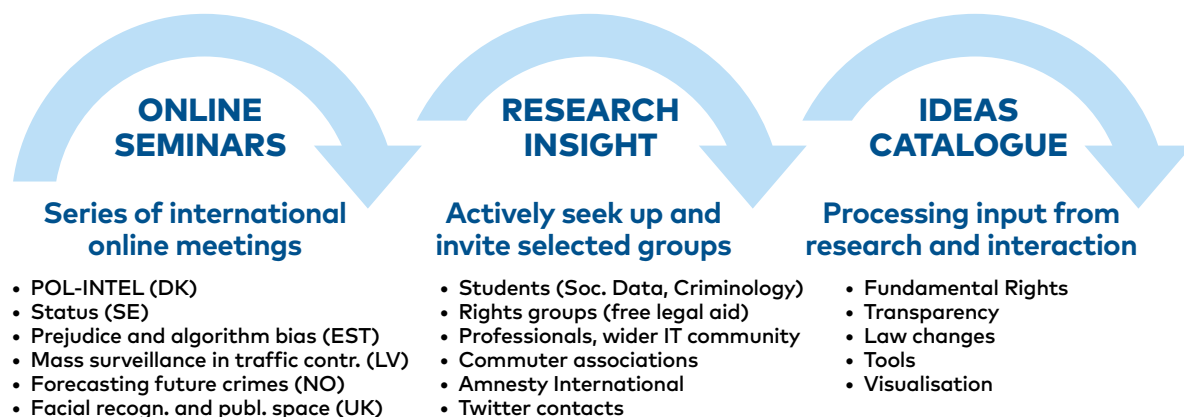 ONLINE
SEMINARS
Series of international
online meetings
• POL-INTEL (DK)
• Status (SE)
• Prejudice and algorithm bias (EST)
• Mass surveillance in traffic contr. (LV)
• Forecasting future crimes (NO)
• Facial recogn. and publ. space (UK)
RESEARCH
INSIGHT
Actively seek up and
invite selected groups
• Students (Soc. Data, Criminology)
• Rights groups (free legal aid)
• Professionals, wider IT community
• Commuter associations
• Amnesty International
• Twitter contacts
IDEAS
CATALOGUE
Processing input from
research and interaction
• Fundamental Rights
• Transparency
• Law changes
• Tools
• Visualisation